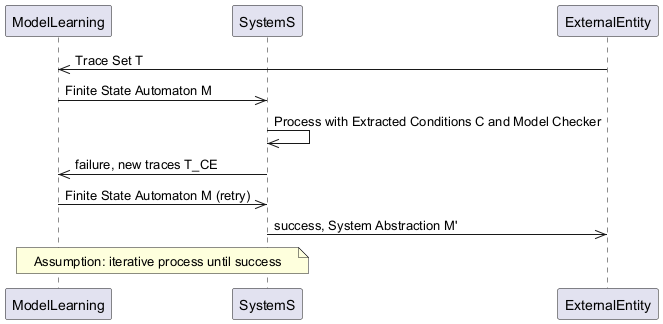 ModelLearning SystemS ExternalEntity
Trace Set T
Finite State Automaton M
Process with Extracted Conditions C and Model Checker
failure, new traces T_CE
Finite State Automaton M (retry)
success, System Abstraction M'
Assumption: iterative process until success
ModelLearning SystemS ExternalEntity